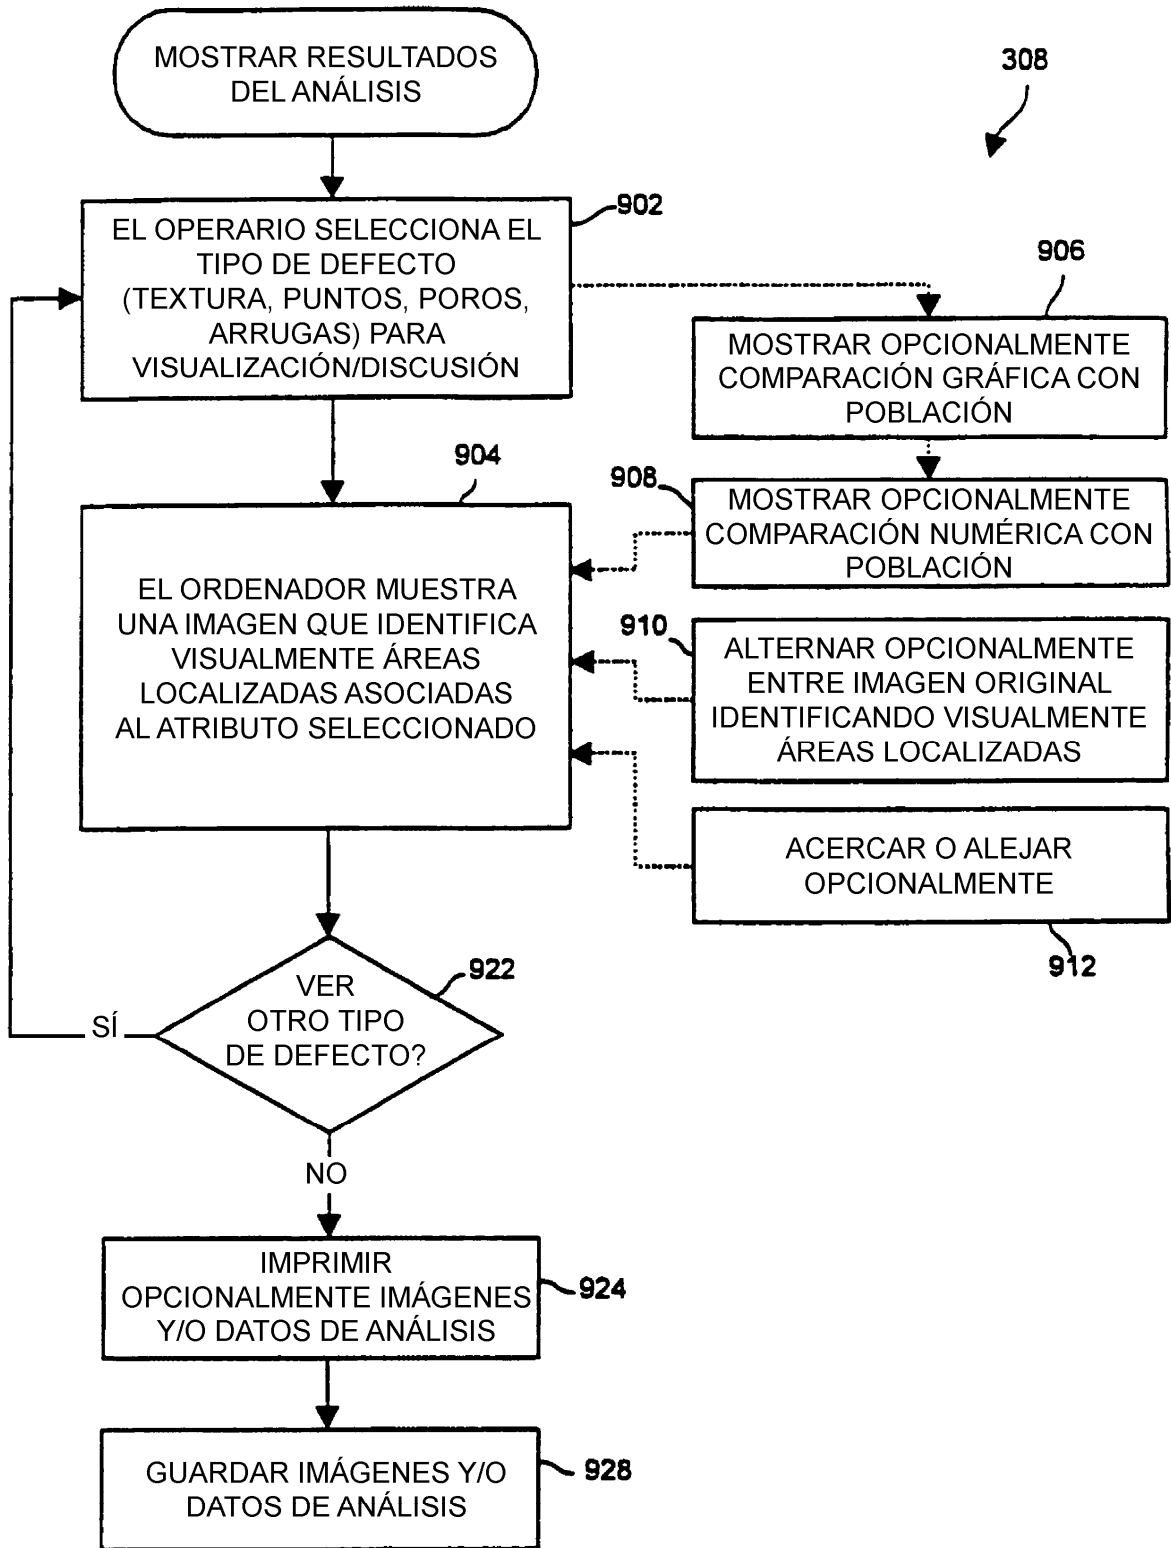 MOSTRAR RESULTADOS
DEL ANÁLISIS
308
902
EL OPERARIO SELECCIONA EL
TIPO DE DEFECTO
(TEXTURA, PUNTOS, POROS,
ARRUGAS) PARA
VISUALIZACIÓN/DISCUSIÓN
906
MOSTRAR OPCIONALMENTE
COMPARACIÓN GRÁFICA CON
POBLACIÓN
904
908
MOSTRAR OPCIONALMENTE
COMPARACIÓN NUMÉRICA CON
POBLACIÓN
EL ORDENADOR MUESTRA
UNA IMAGEN QUE IDENTIFICA
VISUALMENTE ÁREAS
LOCALIZADAS ASOCIADAS
AL ATRIBUTO SELECCIONADO
910
ALTERNAR OPCIONALMENTE
ENTRE IMAGEN ORIGINAL
IDENTIFICANDO VISUALMENTE
ÁREAS LOCALIZADAS
ACERCAR O ALEJAR
OPCIONALMENTE
912
922
VER
OTRO TIPO
DE DEFECTO?
SÍ
NO
IMPRIMIR
OPCIONALMENTE IMÁGENES
Y/O DATOS DE ANÁLISIS
924
GUARDAR IMÁGENES Y/O
DATOS DE ANÁLISIS
928